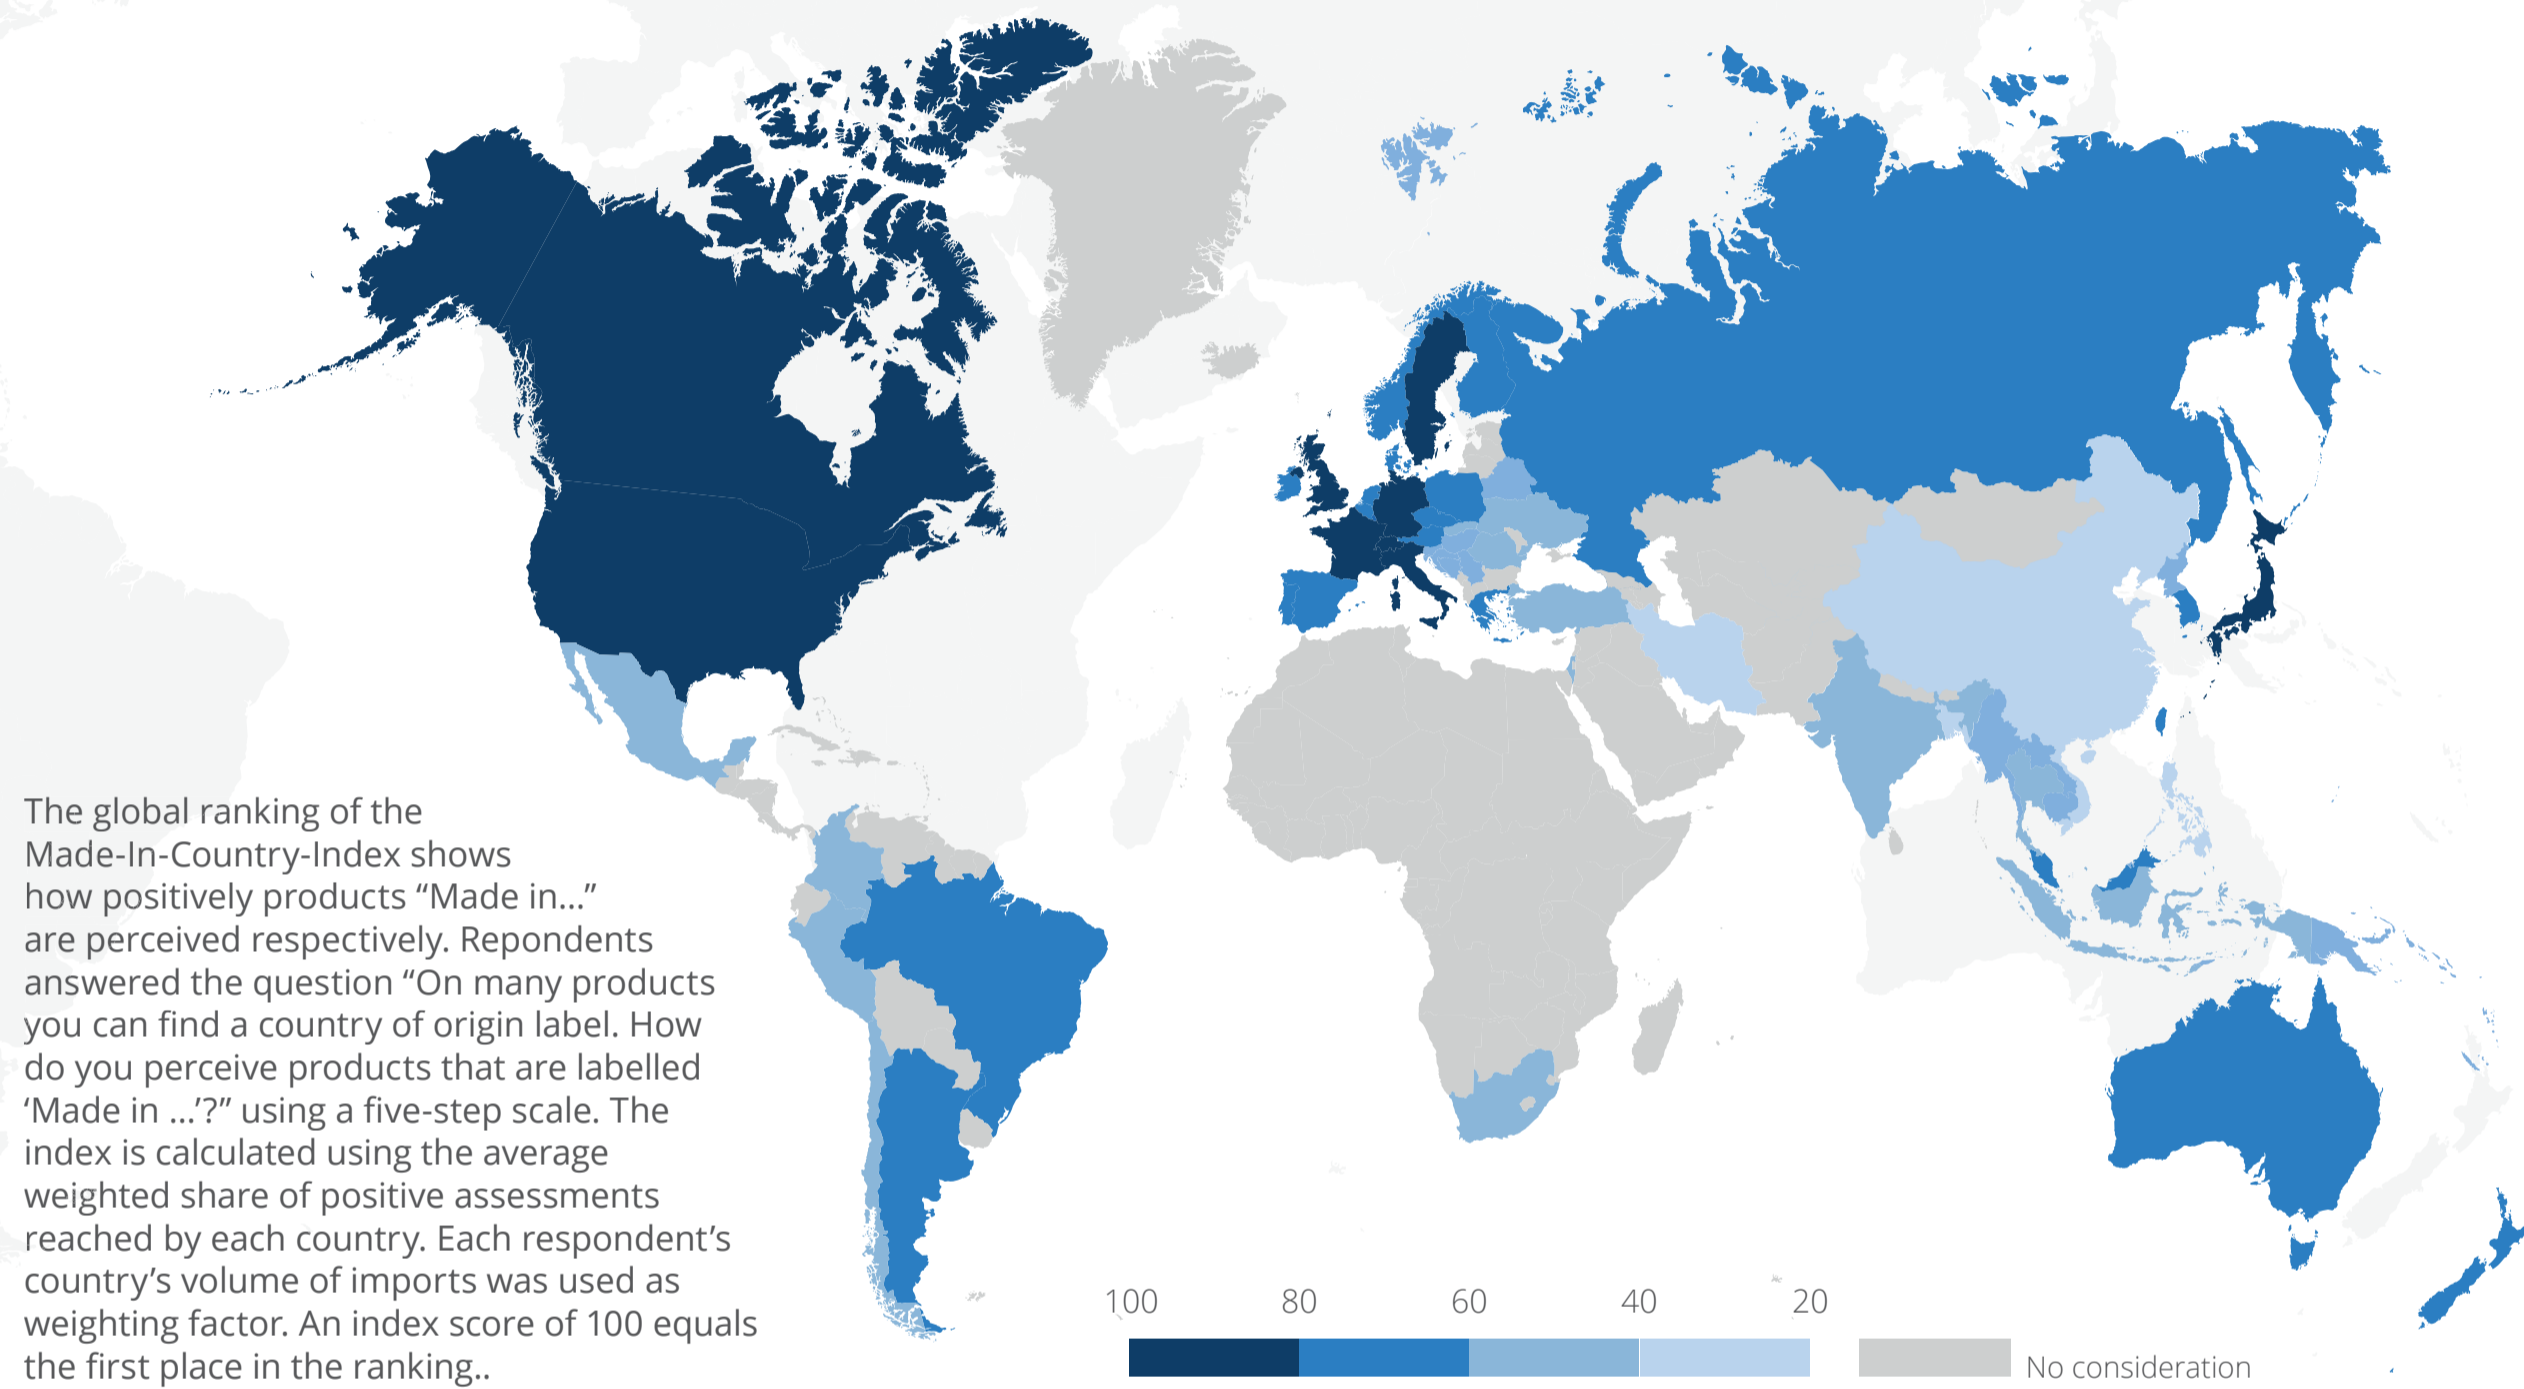 The global ranking of the
Made-In-Country-Index shows
how positively products “Made in...”
are perceived respectively. Repondents
answered the question “On many products
you can find a country of origin label. How
do you perceive products that are labelled
‘Made in ...’?” using a five-step scale. The
index is calculated using the average
weighted share of positive assessments
reached by each country. Each respondent’s
country’s volume of imports was used as
weighting factor. An index score of 100 equals
the first place in the ranking..
100 80 60 40 20
No consideration